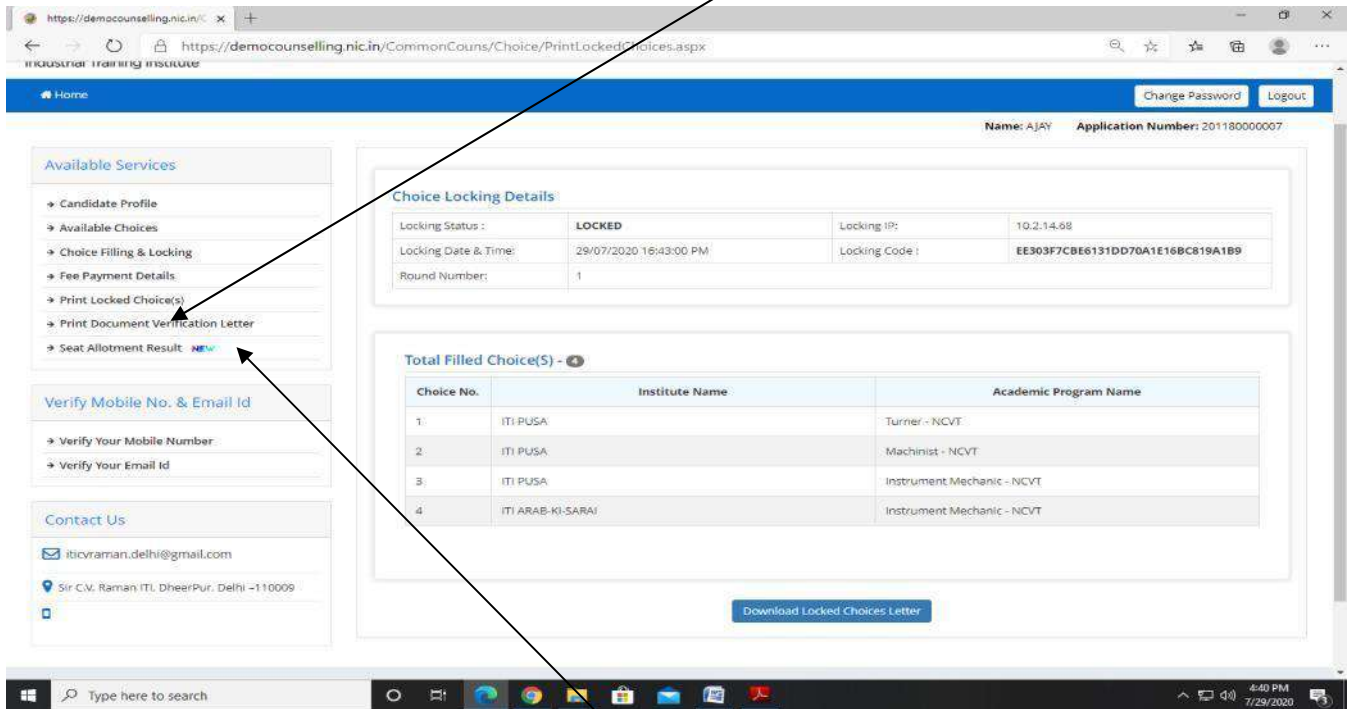 https://democounselling.nic.in/C
https://democounselling.nic.in/CommonCouns/Choice/PrintLockedChoices.aspx
Industrial Training Institute
Home
Change Password Logout
Name: AJAY Application Number: 201180000007
Available Services
Candidate Profile
Available Choices
Choice Filling & Locking
Fee Payment Details
Print Locked Choice(s)
Print Document Verification Letter
Seat Allotment Result NEW
Verify Mobile No. & Email Id
Verify Your Mobile Number
Verify Your Email Id
Contact Us
iticvraman.delhi@gmail.com
Sir C.V. Raman ITI, DheerPur, Delhi -110009
Choice Locking Details
Locking Status : LOCKED Locking IP: 10.2.14.68
Locking Date & Time: 29/07/2020 16:43:00 PM Locking Code : EE303F7CBE6131DD70A1E16BC819A1B9
Round Number: 1
Total Filled Choice(S) - 4
Choice No. Institute Name Academic Program Name
1 ITI PUSA Turner - NCVT
2 ITI PUSA Machinist - NCVT
3 ITI PUSA Instrument Mechanic - NCVT
4 ITI ARAB-KI-SARAI Instrument Mechanic - NCVT
Download Locked Choices Letter
Type here to search
4:40 PM
7/29/2020
3